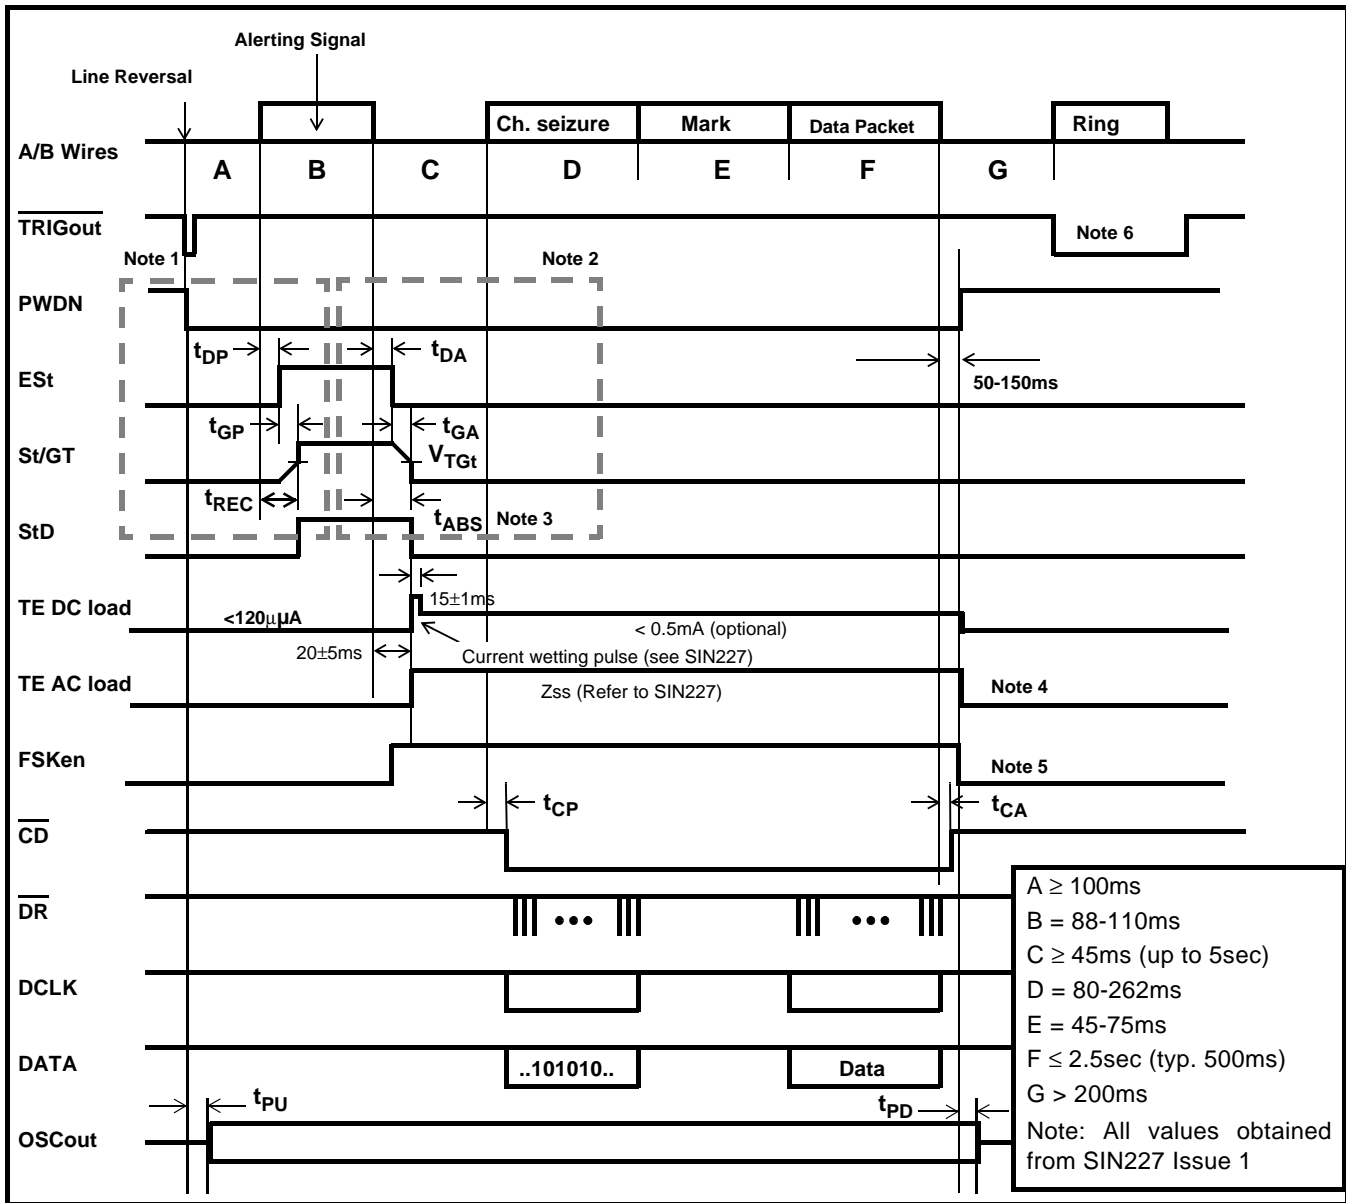 Alerting Signal
Line Reversal
Ch. seizure Mark Data Packet Ring
A/B Wires
A B C D E F G
TRIGout
Note 6
Note 1 Note 2
PWDN
tDP tDA
50-150ms
ESt
tGP tGA
St/GT VTGt
tREC tABS Note 3
StD
15±1ms
TE DC load <120µµA < 0.5mA (optional)
20±5ms Current wetting pulse (see SIN227)
TE AC load Zss (Refer to SIN227) Note 4
FSKen Note 5
tCP tCA
CD
DR •••  •••
DCLK
DATA ..101010.. Data
tPU tPD
OSCout
A ≥ 100ms
B = 88-110ms
C ≥ 45ms (up to 5sec)
D = 80-262ms
E = 45-75ms
F ≤ 2.5sec (typ. 500ms)
G > 200ms
Note: All values obtained
from SIN227 Issue 1